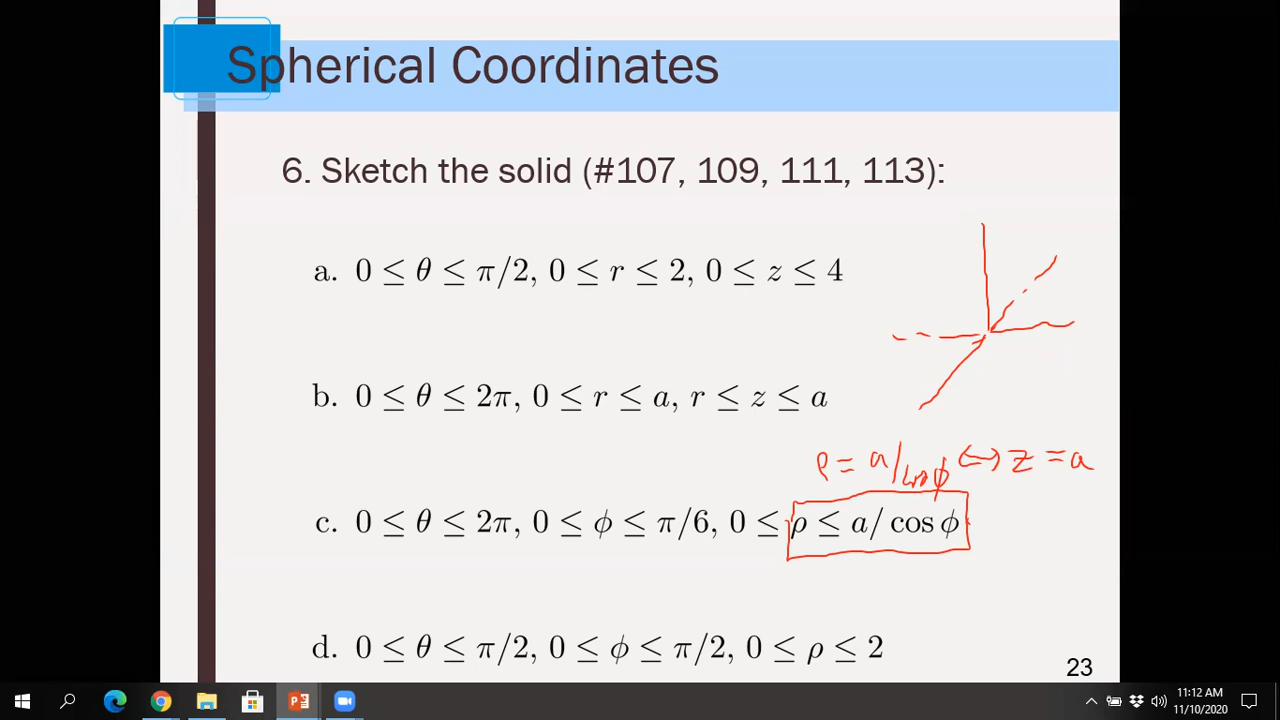 Spherical Coordinates
6. Sketch the solid (#107, 109, 111, 113):
a. 0 ≤ θ ≤ π/2, 0 ≤ r ≤ 2, 0 ≤ z ≤ 4
b. 0 ≤ θ ≤ 2π, 0 ≤ r ≤ a, r ≤ z ≤ a
ρ = a/cos ϕ ⟺ z = a
c. 0 ≤ θ ≤ 2π, 0 ≤ ϕ ≤ π/6, 0 ≤ ρ ≤ a/ cos ϕ
d. 0 ≤ θ ≤ π/2, 0 ≤ ϕ ≤ π/2, 0 ≤ ρ ≤ 2
23
11:12 AM
11/10/2020